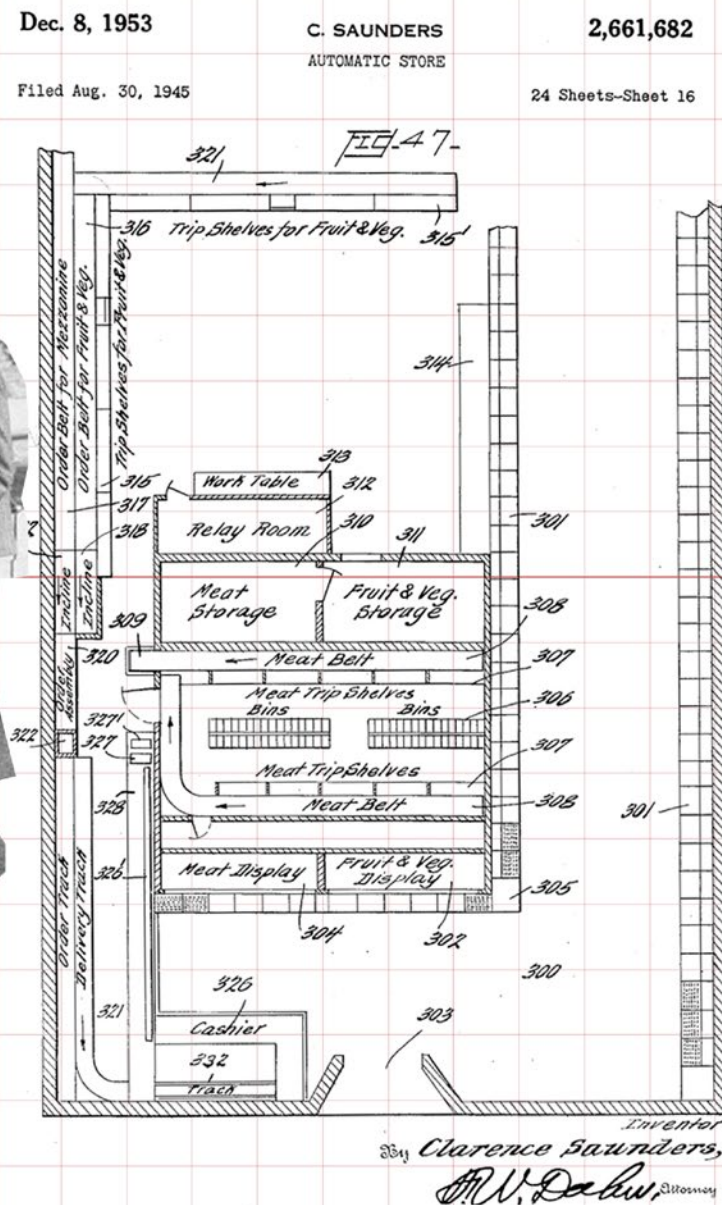 Dec. 8, 1953
C. SAUNDERS
2,661,682
AUTOMATIC STORE
Filed Aug. 30, 1945
24 Sheets-Sheet 16
FIG-47-
321
316
Trip Shelves for Fruit & Veg.
315'
Order Belt for Mezzonine
Order Belt for Fruit & Veg.
Trip Shelves for Fruit & Veg.
314
313
Work Table
315
312
317
Relay Room
310
311
301
318
Incline
Incline
Meat
Storage
Fruit & Veg.
Storage
309
308
Meat Belt
307
320
Order
Assembly
Meat Trip Shelves
Bins
Bins
306
327'
322
327
Meat Trip Shelves
307
Meat Belt
308
328
301
326'
Meat Display
Fruit & Veg.
Display
305
304
302
Order Track
Delivery Track
300
326
321
Cashier
303
332
Track
Inventor
By Clarence Saunders,
Attorney